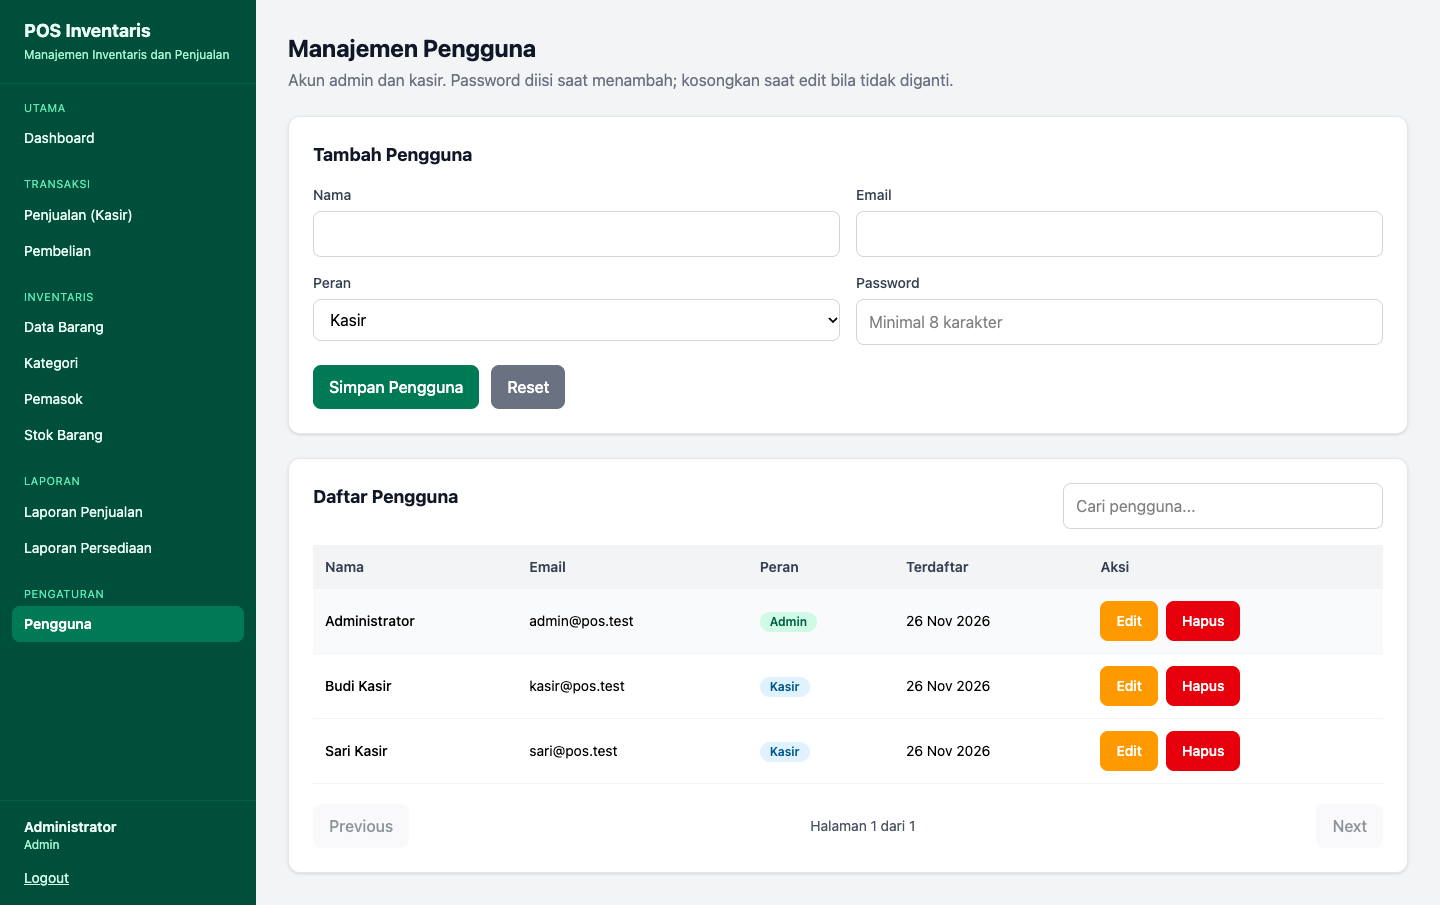 POS Inventaris
Manajemen Inventaris dan Penjualan
UTAMA
Dashboard
TRANSAKSI
Penjualan (Kasir)
Pembelian
INVENTARIS
Data Barang
Kategori
Pemasok
Stok Barang
LAPORAN
Laporan Penjualan
Laporan Persediaan
PENGATURAN
Pengguna
Administrator
Admin
Logout
Manajemen Pengguna
Akun admin dan kasir. Password diisi saat menambah; kosongkan saat edit bila tidak diganti.
Tambah Pengguna
Nama Email
Peran Password
Kasir Minimal 8 karakter
Simpan Pengguna Reset
Daftar Pengguna Cari pengguna...
Nama Email Peran Terdaftar Aksi
Administrator admin@pos.test Admin 26 Nov 2026 Edit Hapus
Budi Kasir kasir@pos.test Kasir 26 Nov 2026 Edit Hapus
Sari Kasir sari@pos.test Kasir 26 Nov 2026 Edit Hapus
Previous Halaman 1 dari 1 Next